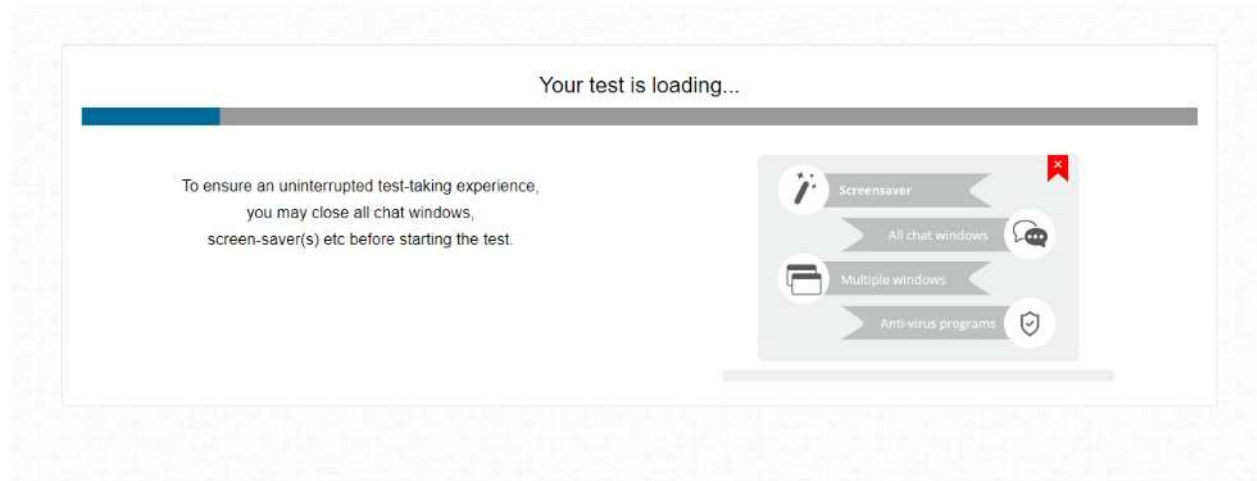 Your test is loading...
To ensure an uninterrupted test-taking experience,
you may close all chat windows,
screen-saver(s) etc before starting the test.
Screensaver
All chat windows
Multiple windows
Anti-virus programs